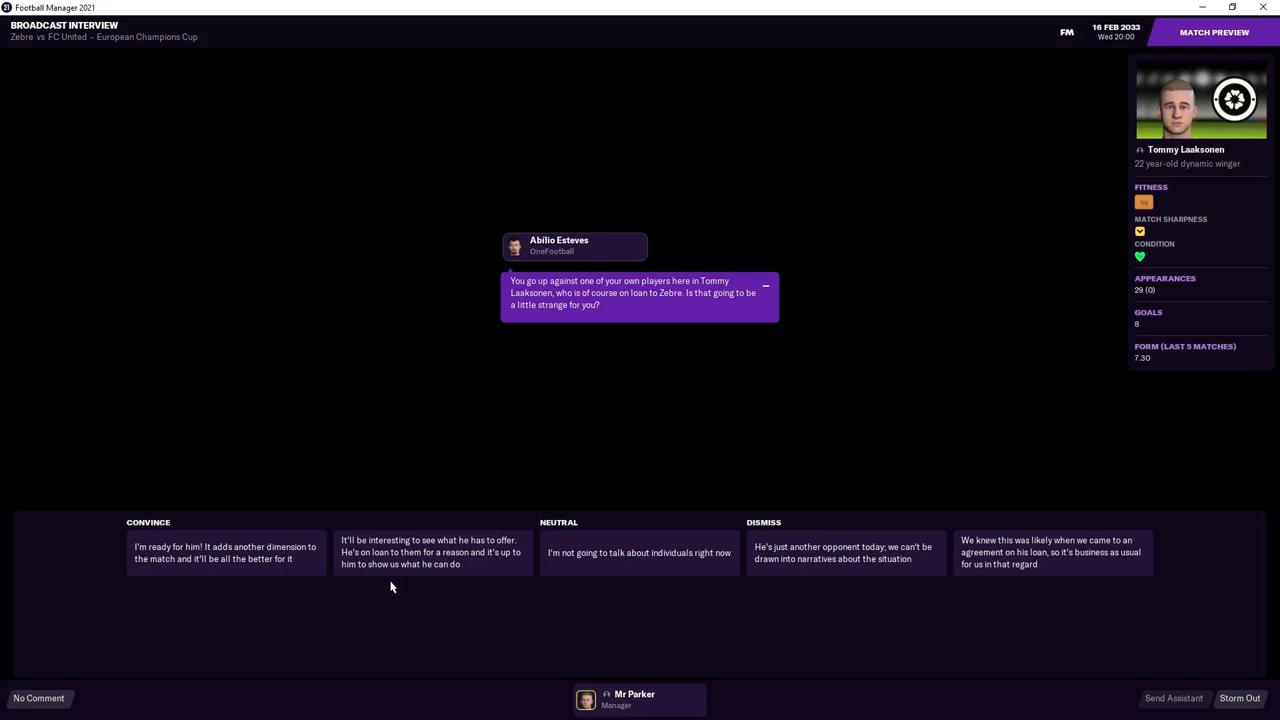 21 Football Manager 2021
BROADCAST INTERVIEW
Zebre vs FC United - European Champions Cup
FM
16 FEB 2033
Wed 20:00
MATCH PREVIEW
Tommy Laaksonen
22 year-old dynamic winger
FITNESS
Inj
MATCH SHARPNESS
CONDITION
APPEARANCES
29 (0)
GOALS
8
FORM (LAST 5 MATCHES)
7.30
Abílio Esteves
OneFootball
You go up against one of your own players here in Tommy
Laaksonen, who is of course on loan to Zebre. Is that going to be
a little strange for you?
CONVINCE
I'm ready for him! It adds another dimension to
the match and it'll be all the better for it
It'll be interesting to see what he has to offer.
He's on loan to them for a reason and it's up to
him to show us what he can do
NEUTRAL
I'm not going to talk about individuals right now
DISMISS
He's just another opponent today; we can't be
drawn into narratives about the situation
We knew this was likely when we came to an
agreement on his loan, so it's business as usual
for us in that regard
No Comment
Mr Parker
Manager
Send Assistant
Storm Out